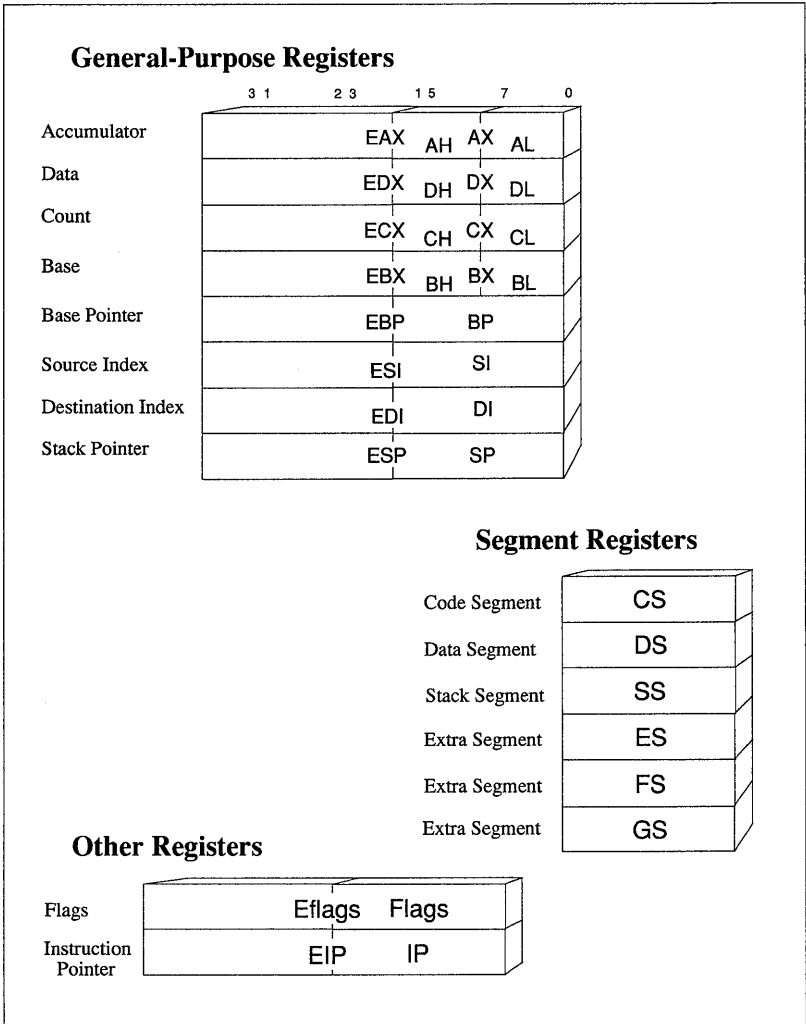 General-Purpose Registers
3 1 2 3 1 5 7 0
Accumulator EAX AH AX AL
Data EDX DH DX DL
Count ECX CH CX CL
Base EBX BH BX BL
Base Pointer EBP BP
Source Index ESI SI
Destination Index EDI DI
Stack Pointer ESP SP
Segment Registers
Code Segment CS
Data Segment DS
Stack Segment SS
Extra Segment ES
Extra Segment FS
Extra Segment GS
Other Registers
Flags Eflags Flags
Instruction
Pointer EIP IP